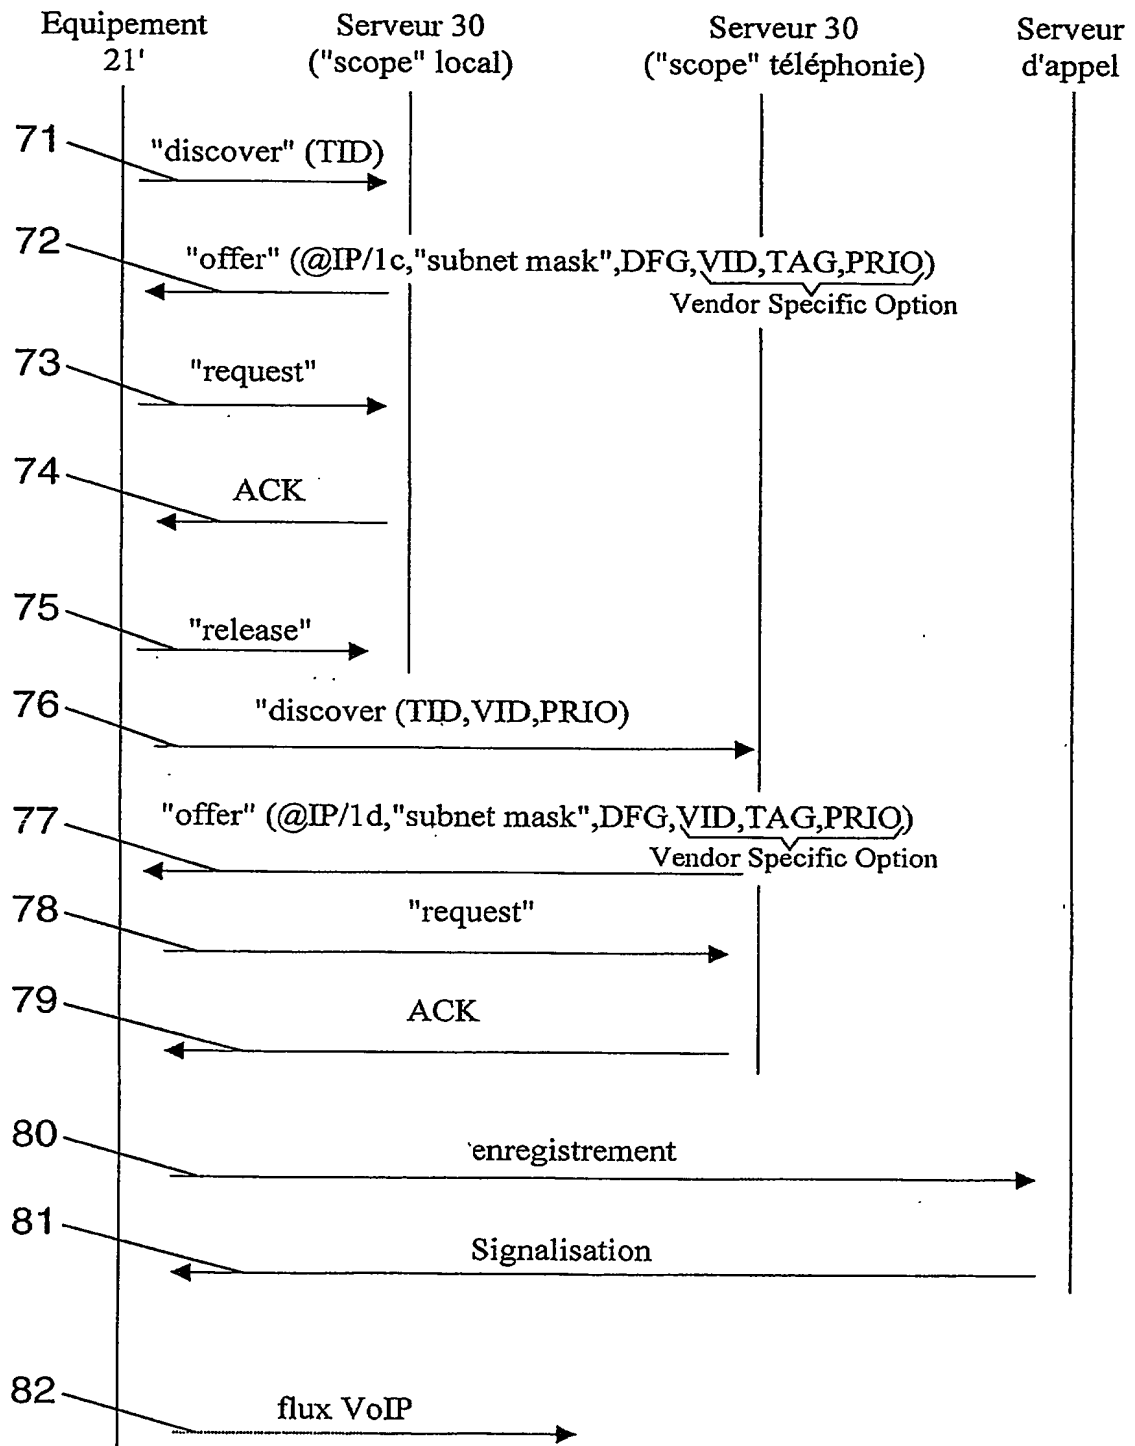 Equipement
21'
Serveur 30
("scope" local)
Serveur 30
("scope" téléphonie)
Serveur
d'appel
71
"discover" (TID)
72
"offer" (@IP/1c,"subnet mask",DFG,VID,TAG,PRIO)
Vendor Specific Option
73
"request"
74
ACK
75
"release"
76
"discover (TID,VID,PRIO)
77
"offer" (@IP/1d,"subnet mask",DFG,VID,TAG,PRIO)
Vendor Specific Option
78
"request"
79
ACK
80
enregistrement
81
Signalisation
82
flux VoIP